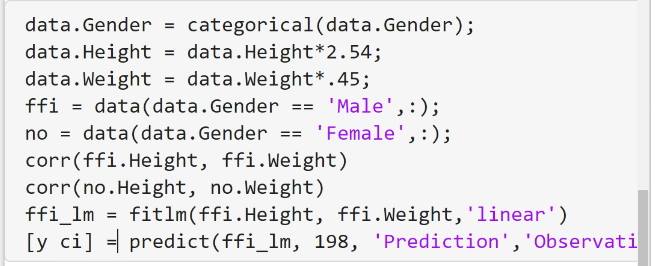 data.Gender = categorical(data.Gender);
data.Height = data.Height*2.54;
data.Weight = data.Weight*.45;
ffi = data(data.Gender == 'Male',:);
no = data(data.Gender == 'Female',:);
corr(ffi.Height, ffi.Weight)
corr(no.Height, no.Weight)
ffi_lm = fitlm(ffi.Height, ffi.Weight,'linear')
[y ci] = predict(ffi_lm, 198, 'Prediction','Observati